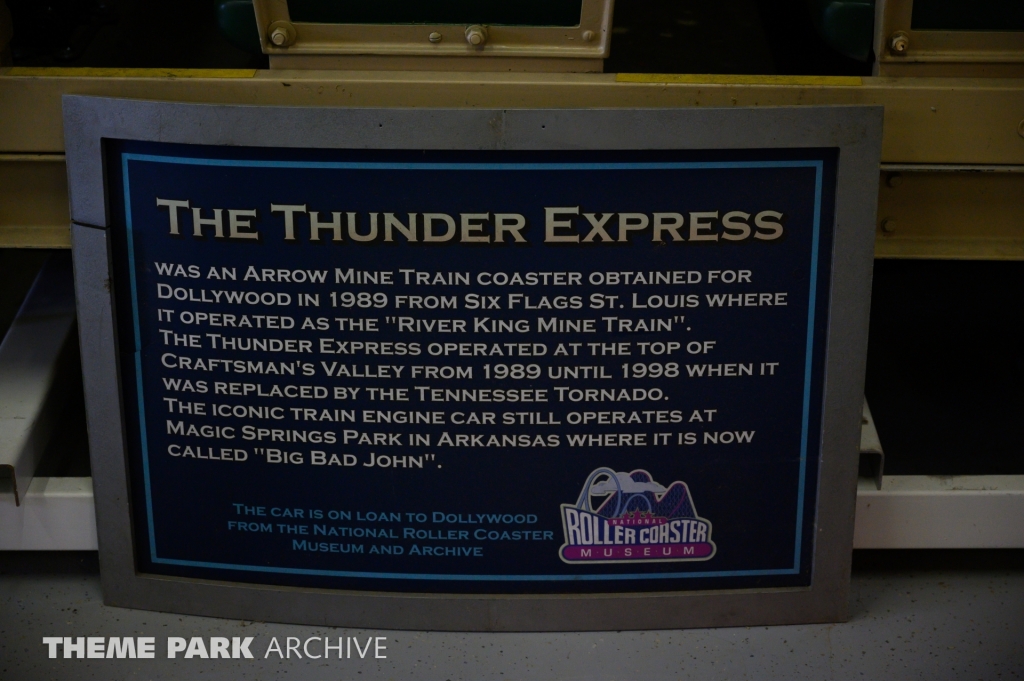 THE THUNDER EXPRESS
WAS AN ARROW MINE TRAIN COASTER OBTAINED FOR
DOLLYWOOD IN 1989 FROM SIX FLAGS ST. LOUIS WHERE
IT OPERATED AS THE "RIVER KING MINE TRAIN".
THE THUNDER EXPRESS OPERATED AT THE TOP OF
CRAFTSMAN'S VALLEY FROM 1989 UNTIL 1998 WHEN IT
WAS REPLACED BY THE TENNESSEE TORNADO.
THE ICONIC TRAIN ENGINE CAR STILL OPERATES AT
MAGIC SPRINGS PARK IN ARKANSAS WHERE IT IS NOW
CALLED "BIG BAD JOHN".
THE CAR IS ON LOAN TO DOLLYWOOD
FROM THE NATIONAL ROLLER COASTER
MUSEUM AND ARCHIVE
NATIONAL
ROLLER COASTER
MUSEUM
THEME PARK ARCHIVE